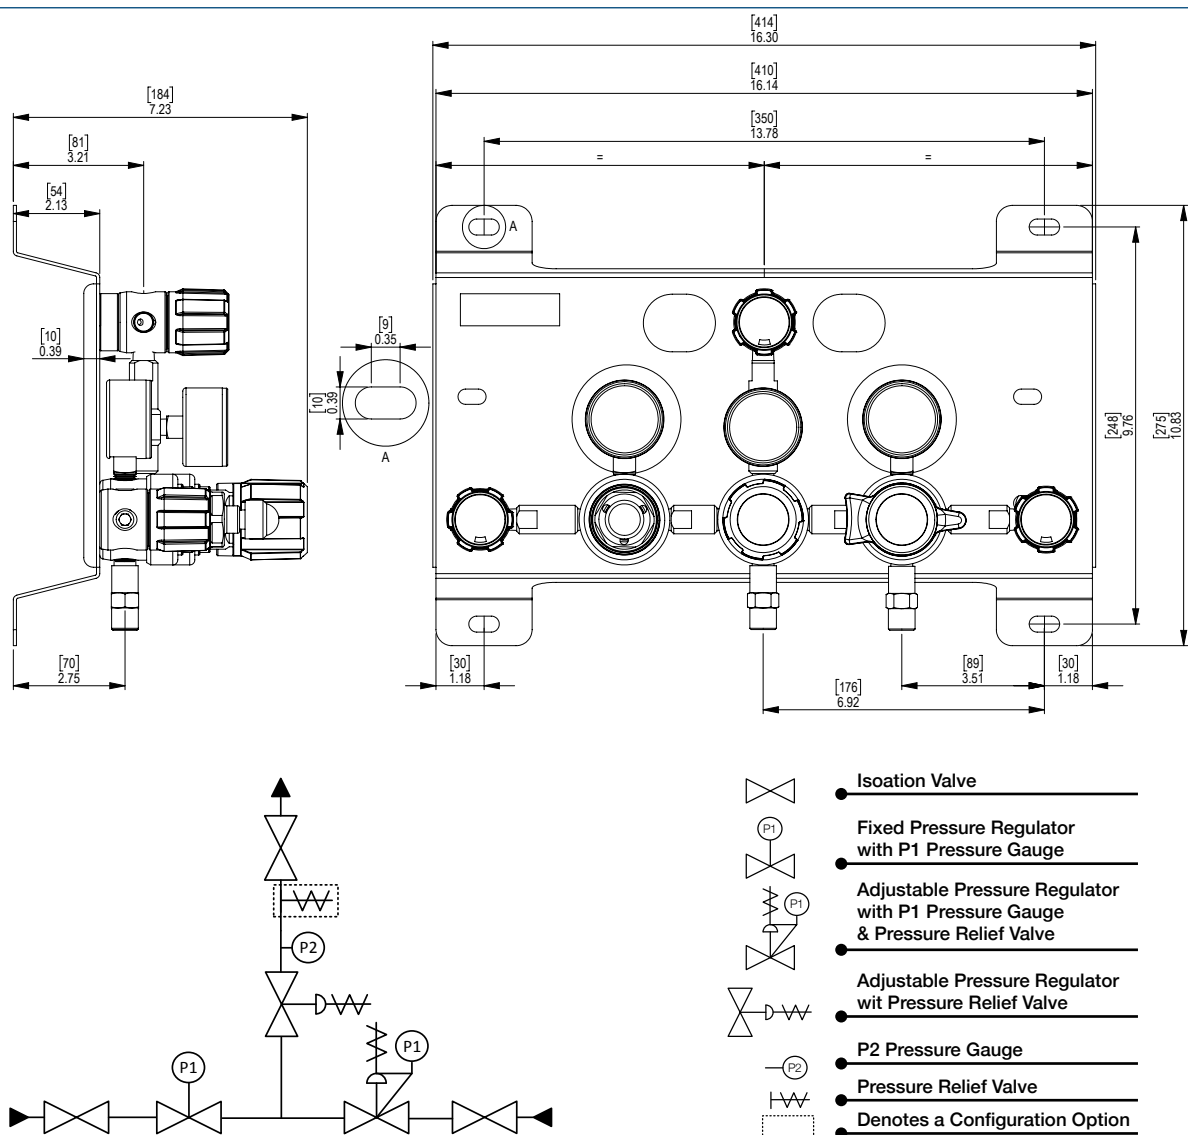 [414]
16.30
[410]
16.14
[350]
13.78
= =
[184]
7.23
[81]
3.21
[54]
2.13
A
[10]
0.39
[9]
0.35
[10]
0.39
A
[248]
9.76
[275]
10.83
[70]
2.75
[30]
1.18
[176]
6.92
[89]
3.51
[30]
1.18
P2
P1
P1
Isoation Valve
P1
Fixed Pressure Regulator
with P1 Pressure Gauge
P1
Adjustable Pressure Regulator
with P1 Pressure Gauge
& Pressure Relief Valve
Adjustable Pressure Regulator
wit Pressure Relief Valve
P2
P2 Pressure Gauge
Pressure Relief Valve
Denotes a Configuration Option